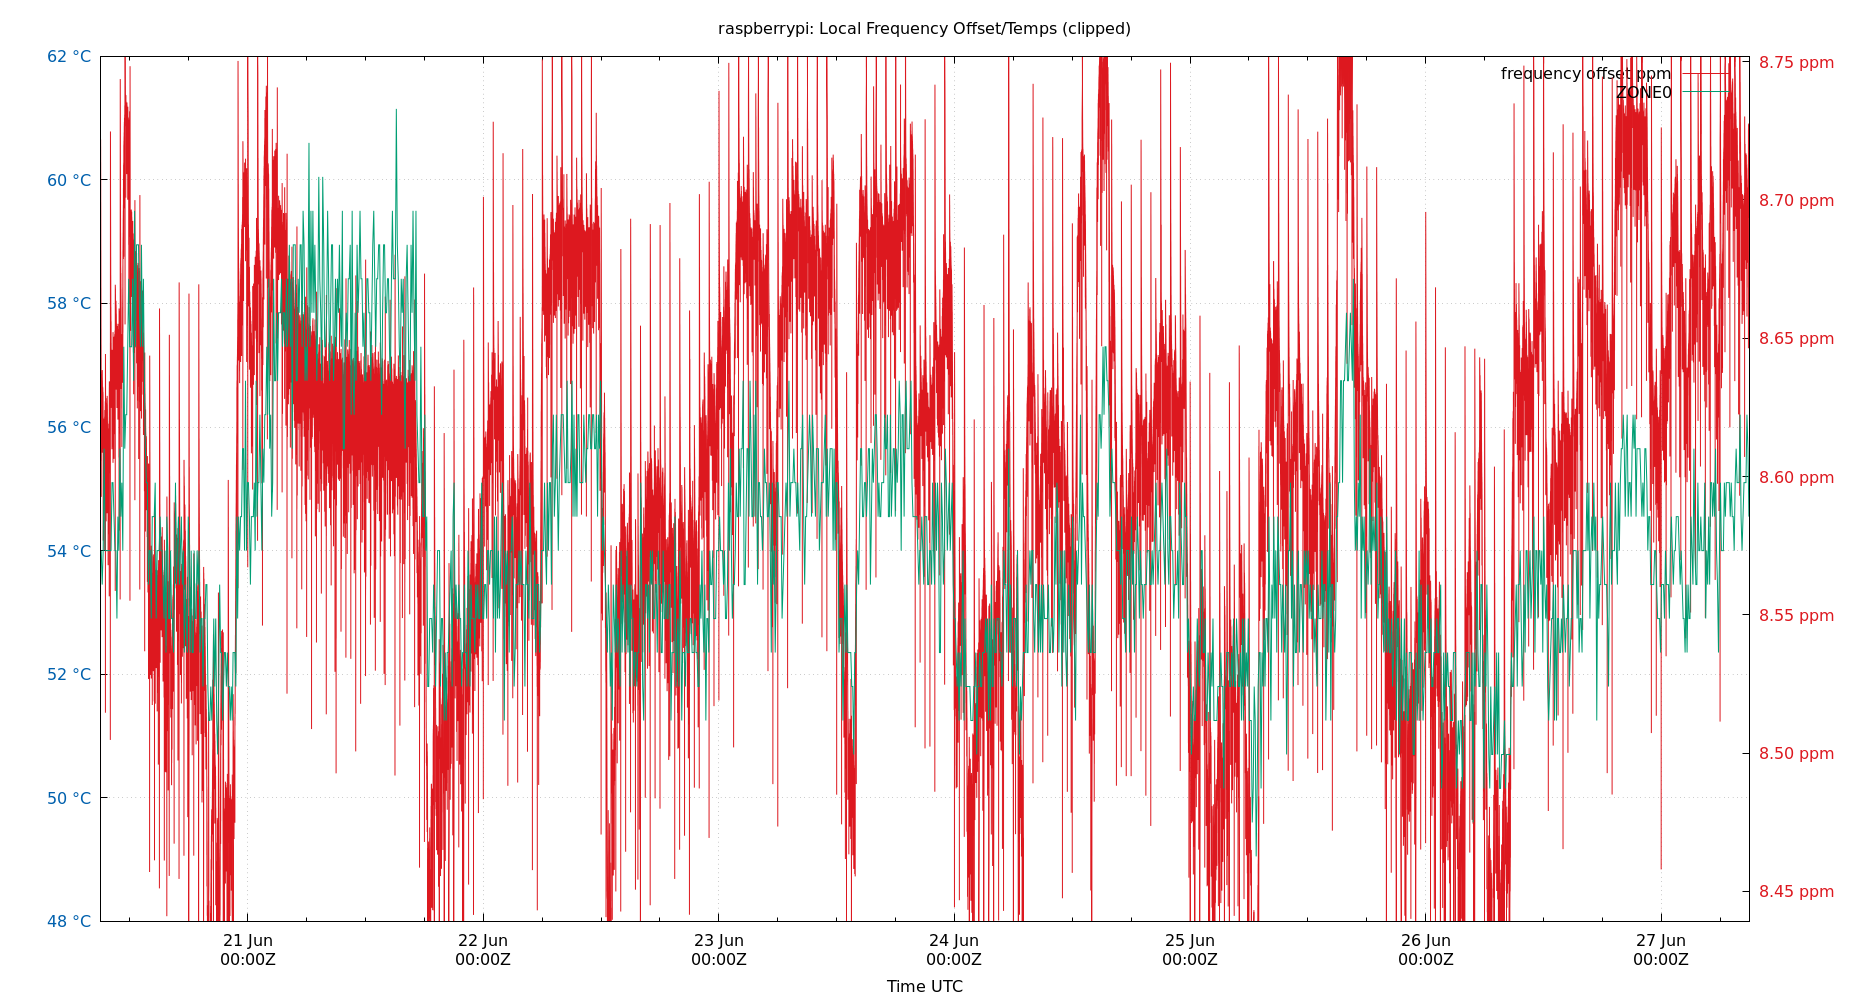 raspberrypi: Local Frequency Offset/Temps (clipped)
62 °C
60 °C
58 °C
56 °C
54 °C
52 °C
50 °C
48 °C
8.75 ppm
8.70 ppm
8.65 ppm
8.60 ppm
8.55 ppm
8.50 ppm
8.45 ppm
frequency offset ppm
ZONE0
21 Jun
00:00Z
22 Jun
00:00Z
23 Jun
00:00Z
24 Jun
00:00Z
25 Jun
00:00Z
26 Jun
00:00Z
27 Jun
00:00Z
Time UTC